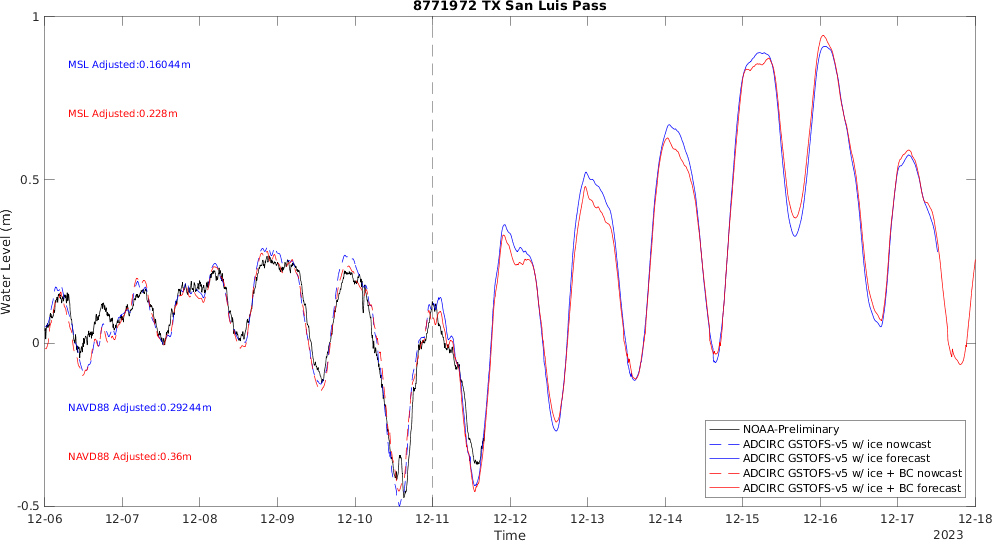 8771972 TX San Luis Pass
1
MSL Adjusted:0.16044m
MSL Adjusted:0.228m
0.5
Water Level (m)
0
NAVD88 Adjusted:0.29244m
NAVD88 Adjusted:0.36m
NOAA-Preliminary
ADCIRC GSTOFS-v5 w/ ice nowcast
ADCIRC GSTOFS-v5 w/ ice forecast
ADCIRC GSTOFS-v5 w/ ice + BC nowcast
ADCIRC GSTOFS-v5 w/ ice + BC forecast
-0.5
12-06 12-07 12-08 12-09 12-10 12-11 12-12 12-13 12-14 12-15 12-16 12-17 12-18
Time
2023